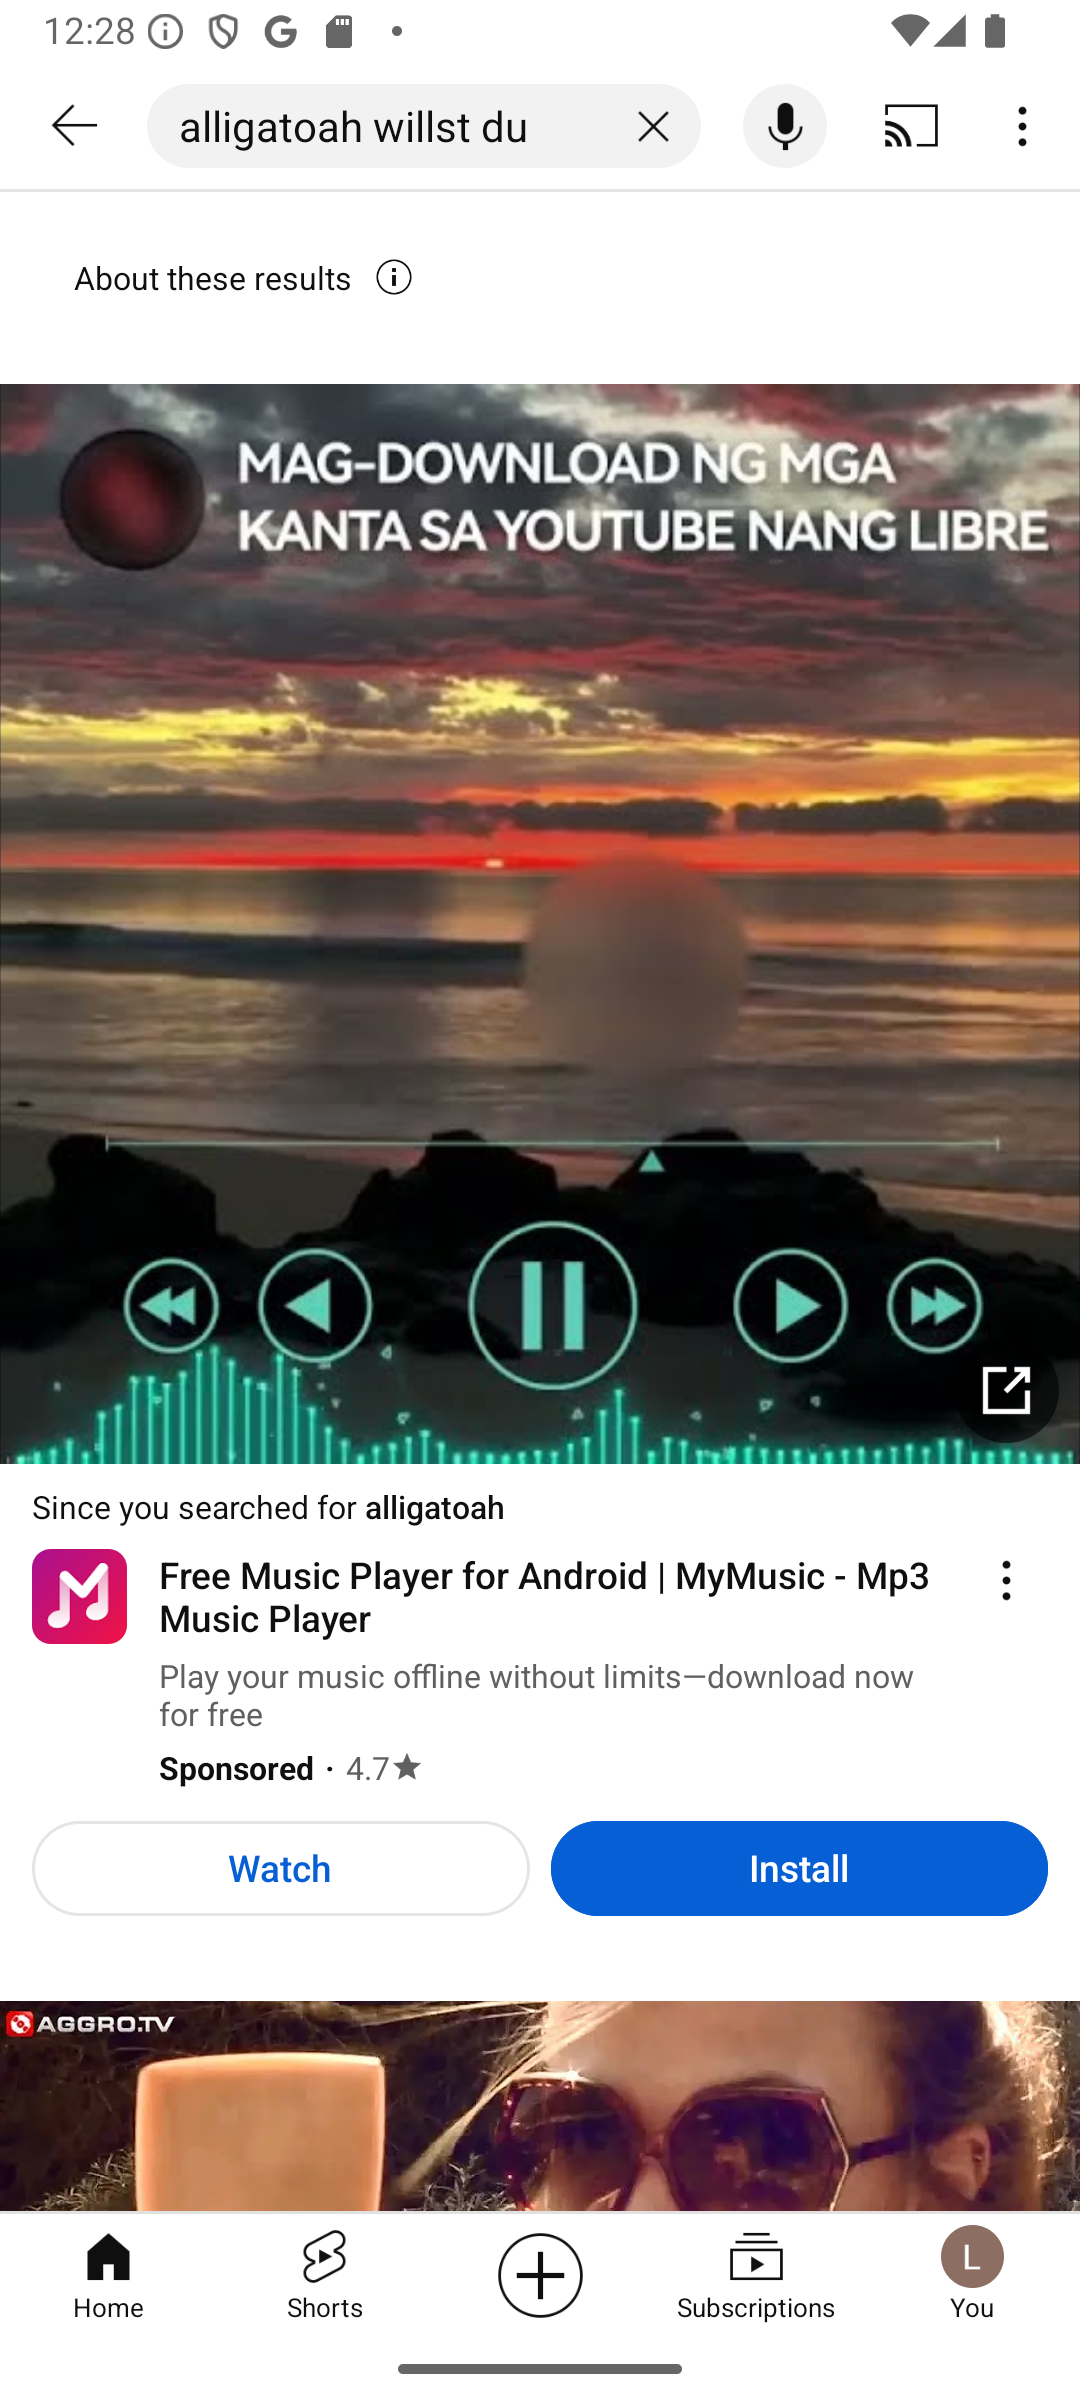 12:28
alligatoah willst du
About these results
MAG-DOWNLOAD NG MGA
KANTA SA YOUTUBE NANG LIBRE
Since you searched for alligatoah
Free Music Player for Android | MyMusic - Mp3
Music Player
Play your music offline without limits—download now
for free
Sponsored · 4.7★
Watch
Install
AGGRO.TV
Home
Shorts
Subscriptions
L
You